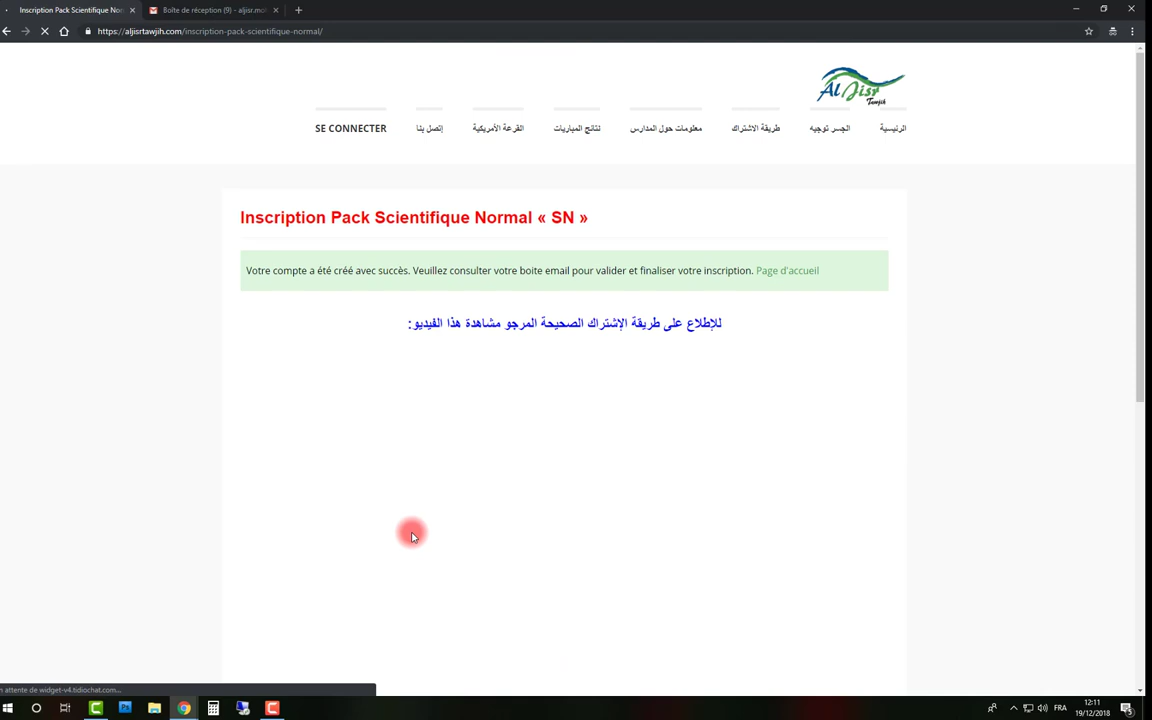 Inscription Pack Scientifique Nor
Boîte de réception (9) - aljisr.mo
https://aljisrtawjih.com/inscription-pack-scientifique-normal/
Al Jisr
Tawjih
SE CONNECTER
إتصل بنا
القرعة الأمريكية
نتائج المباريات
معلومات حول المدارس
طريقة الاشتراك
الجسر توجيه
الرئيسية
Inscription Pack Scientifique Normal « SN »
Votre compte a été créé avec succès. Veuillez consulter votre boite email pour valider et finaliser votre inscription. Page d'accueil
للإطلاع على طريقة الإشتراك الصحيحة المرجو مشاهدة هذا الفيديو:
n attente de widget-v4.tidiochat.com...
FRA
12:11
19/12/2018